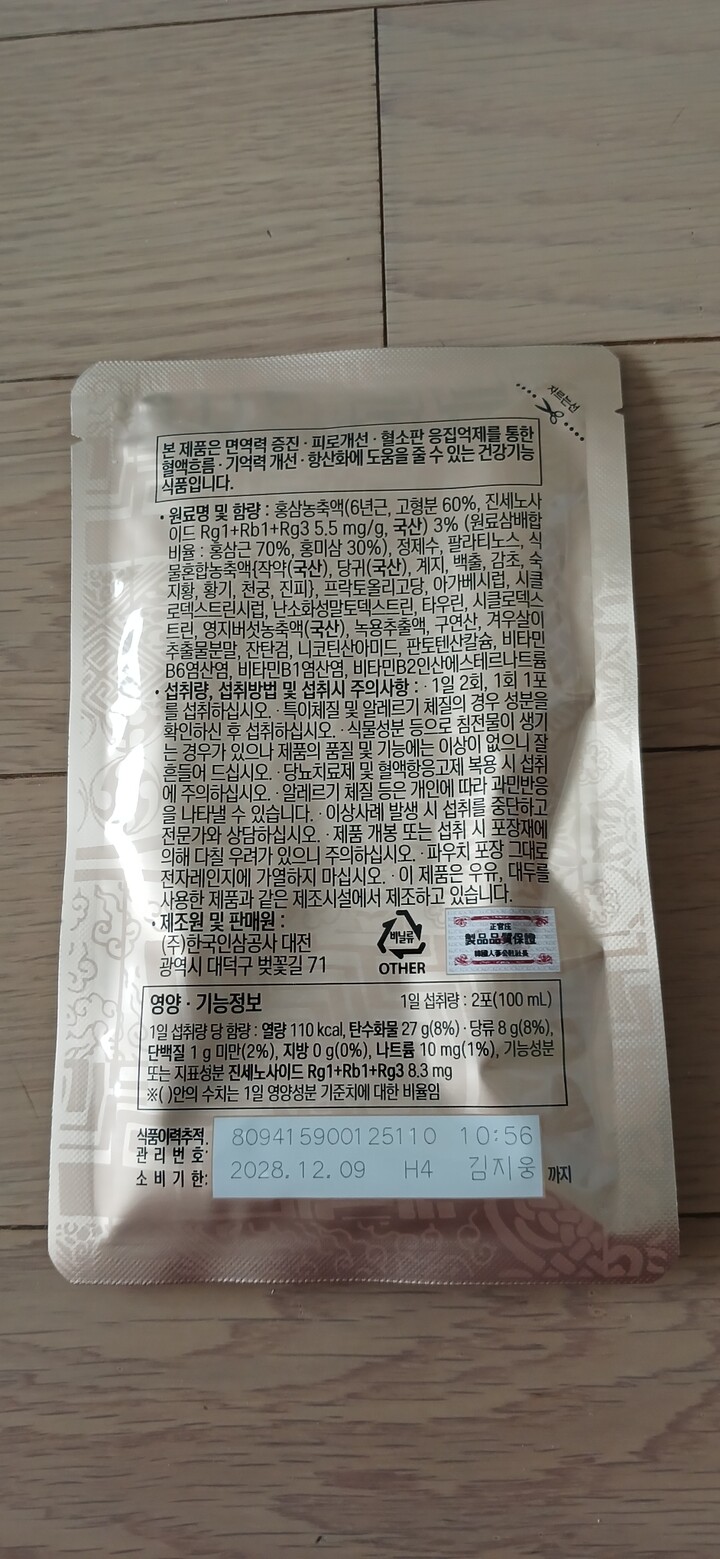 자르는선
본 제품은 면역력 증진 · 피로개선 · 혈소판 응집억제를 통한
혈액흐름 · 기억력 개선 · 항산화에 도움을 줄 수 있는 건강기능
식품입니다.
• 원료명 및 함량 : 홍삼농축액(6년근, 고형분 60%, 진세노사
이드 Rg1+Rb1+Rg3 5.5 mg/g, 국산) 3% (원료삼배합
비율 : 홍삼근 70%, 홍미삼 30%), 정제수, 팔라티노스, 식
물혼합농축액{작약(국산), 당귀(국산), 계지, 백출, 감초, 숙
지황, 황기, 천궁, 진피}, 프락토올리고당, 아가베시럽, 시클
로덱스트린시럽, 난소화성말토덱스트린, 타우린, 시클로덱스
트린, 영지버섯농축액(국산), 녹용추출액, 구연산, 겨우살이
추출물분말, 잔탄검, 니코틴산아미드, 판토텐산칼슘, 비타민
B6염산염, 비타민B1염산염, 비타민B2인산에스테르나트륨
• 섭취량, 섭취방법 및 섭취시 주의사항 : · 1일 2회, 1회 1포
를 섭취하십시오. · 특이체질 및 알레르기 체질의 경우 성분을
확인하신 후 섭취하십시오. · 식물성분 등으로 침전물이 생기
는 경우가 있으나 제품의 품질 및 기능에는 이상이 없으니 잘
흔들어 드십시오. · 당뇨치료제 및 혈액항응고제 복용 시 섭취
에 주의하십시오. · 알레르기 체질 등은 개인에 따라 과민반응
을 나타낼 수 있습니다. · 이상사례 발생 시 섭취를 중단하고
전문가와 상담하십시오. · 제품 개봉 또는 섭취 시 포장재에
의해 다칠 우려가 있으니 주의하십시오. · 파우치 포장 그대로
전자레인지에 가열하지 마십시오. · 이 제품은 우유, 대두를
사용한 제품과 같은 제조시설에서 제조하고 있습니다.
• 제조원 및 판매원 :
(주)한국인삼공사 대전
광역시 대덕구 벚꽃길 71
비닐류
OTHER
正官庄
製品品質保證
韓國人蔘公社社長
영양 · 기능정보 1일 섭취량 : 2포(100 mL)
1일 섭취량 당 함량 : 열량 110 kcal, 탄수화물 27 g(8%) · 당류 8 g(8%),
단백질 1 g 미만(2%), 지방 0 g(0%), 나트륨 10 mg(1%), 기능성분
또는 지표성분 진세노사이드 Rg1+Rb1+Rg3 8.3 mg
※( )안의 수치는 1일 영양성분 기준치에 대한 비율임
식품이력추적 809415900125110 10:56
관 리 번 호:
소 비 기 한: 2028.12.09 H4 김지웅 까지